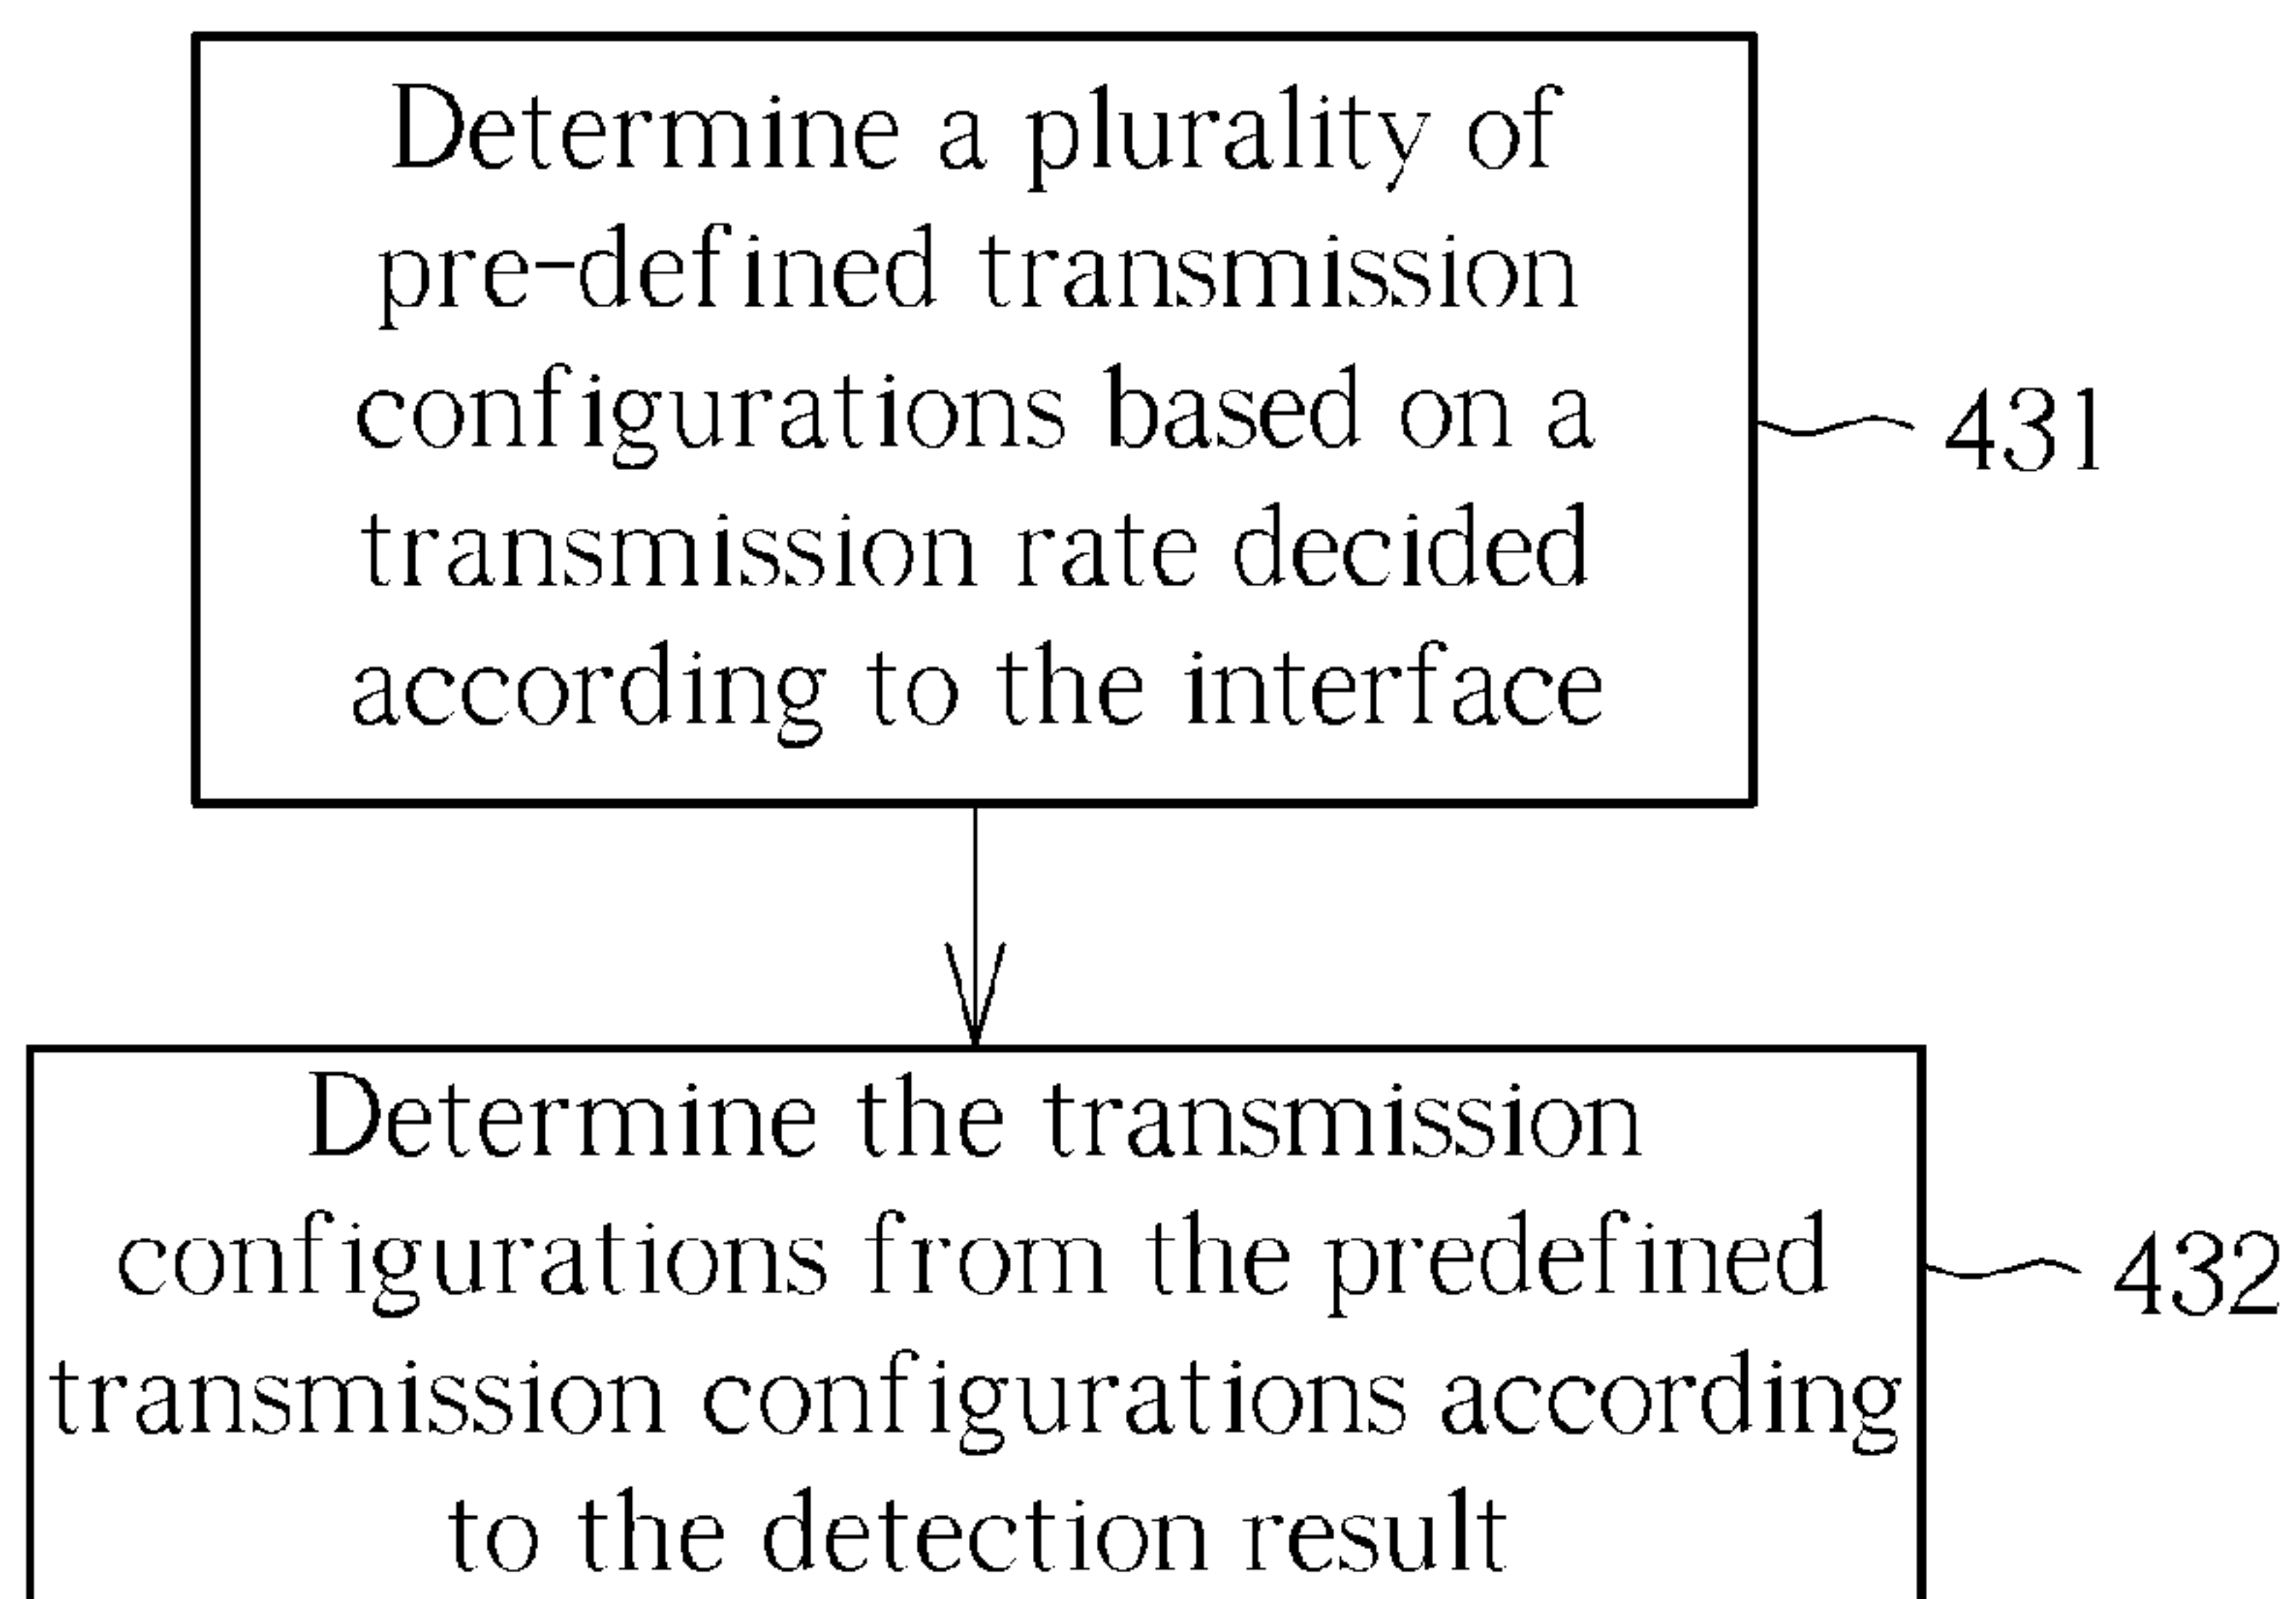 Determine a plurality of
pre-defined transmission
configurations based on a
transmission rate decided
according to the interface
431
Determine the transmission
configurations from the predefined
transmission configurations according
to the detection result
432